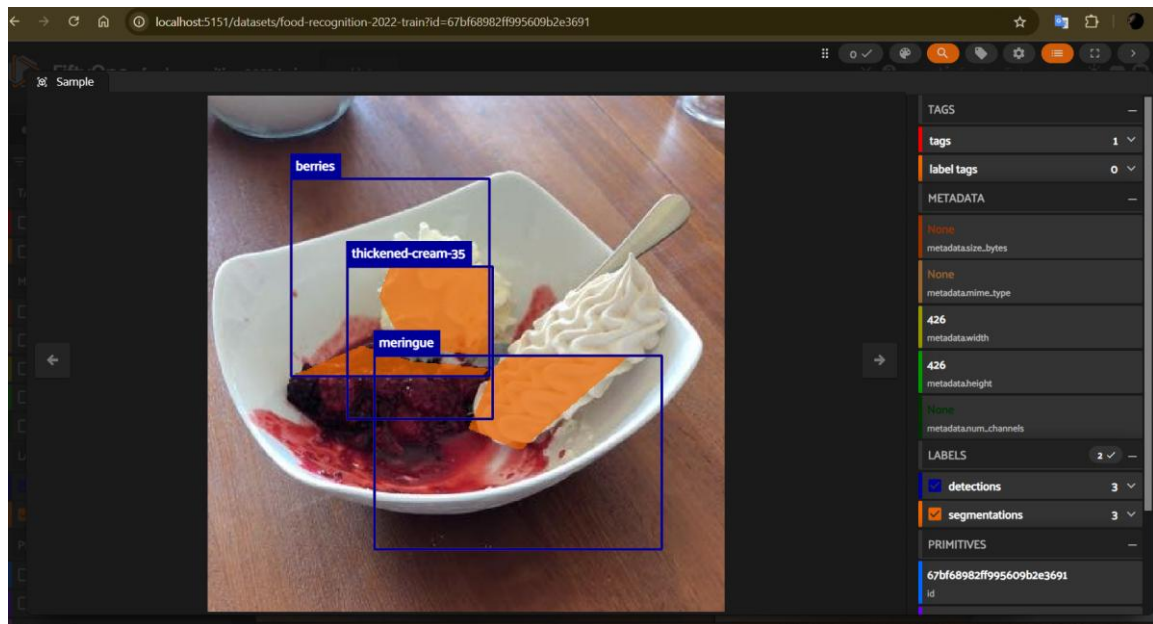 localhost:5151/datasets/food-recognition-2022-train?id=67bf68982ff995609b2e3691
0
Sample
berries
thickened-cream-35
meringue
TAGS
tags 1
label tags 0
METADATA
None
metadata.size_bytes
None
metadata.mime_type
426
metadata.width
426
metadata.height
None
metadata.num_channels
LABELS 2
detections 3
segmentations 3
PRIMITIVES
67bf68982ff995609b2e3691
id